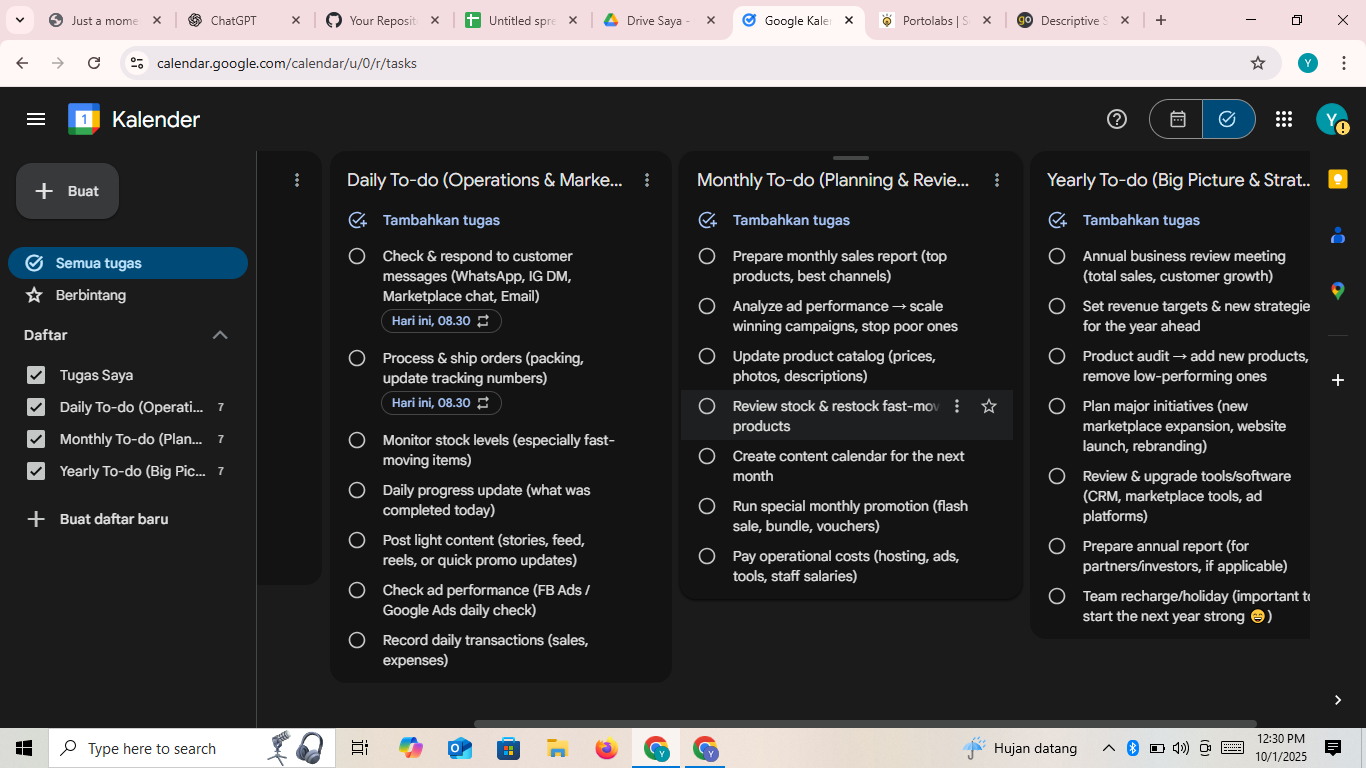 Just a mome
ChatGPT
Your Reposit
Untitled spre
Drive Saya -
Google Kaler
Portolabs | S
Descriptive S
calendar.google.com/calendar/u/0/r/tasks
Y
1
Kalender
Y
Buat
Semua tugas
Berbintang
Daftar
Tugas Saya
Daily To-do (Operati... 7
Monthly To-do (Plan... 7
Yearly To-do (Big Pic... 7
Buat daftar baru
Daily To-do (Operations & Marke...
Tambahkan tugas
Check & respond to customer
messages (WhatsApp, IG DM,
Marketplace chat, Email)
Hari ini, 08.30
Process & ship orders (packing,
update tracking numbers)
Hari ini, 08.30
Monitor stock levels (especially fast-
moving items)
Daily progress update (what was
completed today)
Post light content (stories, feed,
reels, or quick promo updates)
Check ad performance (FB Ads /
Google Ads daily check)
Record daily transactions (sales,
expenses)
Monthly To-do (Planning & Revie...
Tambahkan tugas
Prepare monthly sales report (top
products, best channels)
Analyze ad performance → scale
winning campaigns, stop poor ones
Update product catalog (prices,
photos, descriptions)
Review stock & restock fast-mov
products
Create content calendar for the next
month
Run special monthly promotion (flash
sale, bundle, vouchers)
Pay operational costs (hosting, ads,
tools, staff salaries)
Yearly To-do (Big Picture & Strat...
Tambahkan tugas
Annual business review meeting
(total sales, customer growth)
Set revenue targets & new strategie
for the year ahead
Product audit → add new products,
remove low-performing ones
Plan major initiatives (new
marketplace expansion, website
launch, rebranding)
Review & upgrade tools/software
(CRM, marketplace tools, ad
platforms)
Prepare annual report (for
partners/investors, if applicable)
Team recharge/holiday (important to
start the next year strong 😄)
Type here to search
Hujan datang
12:30 PM
10/1/2025